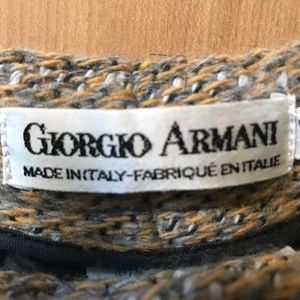 GIORGIO ARMANI
MADE IN ITALY-FABRIQUÉ EN ITALIE